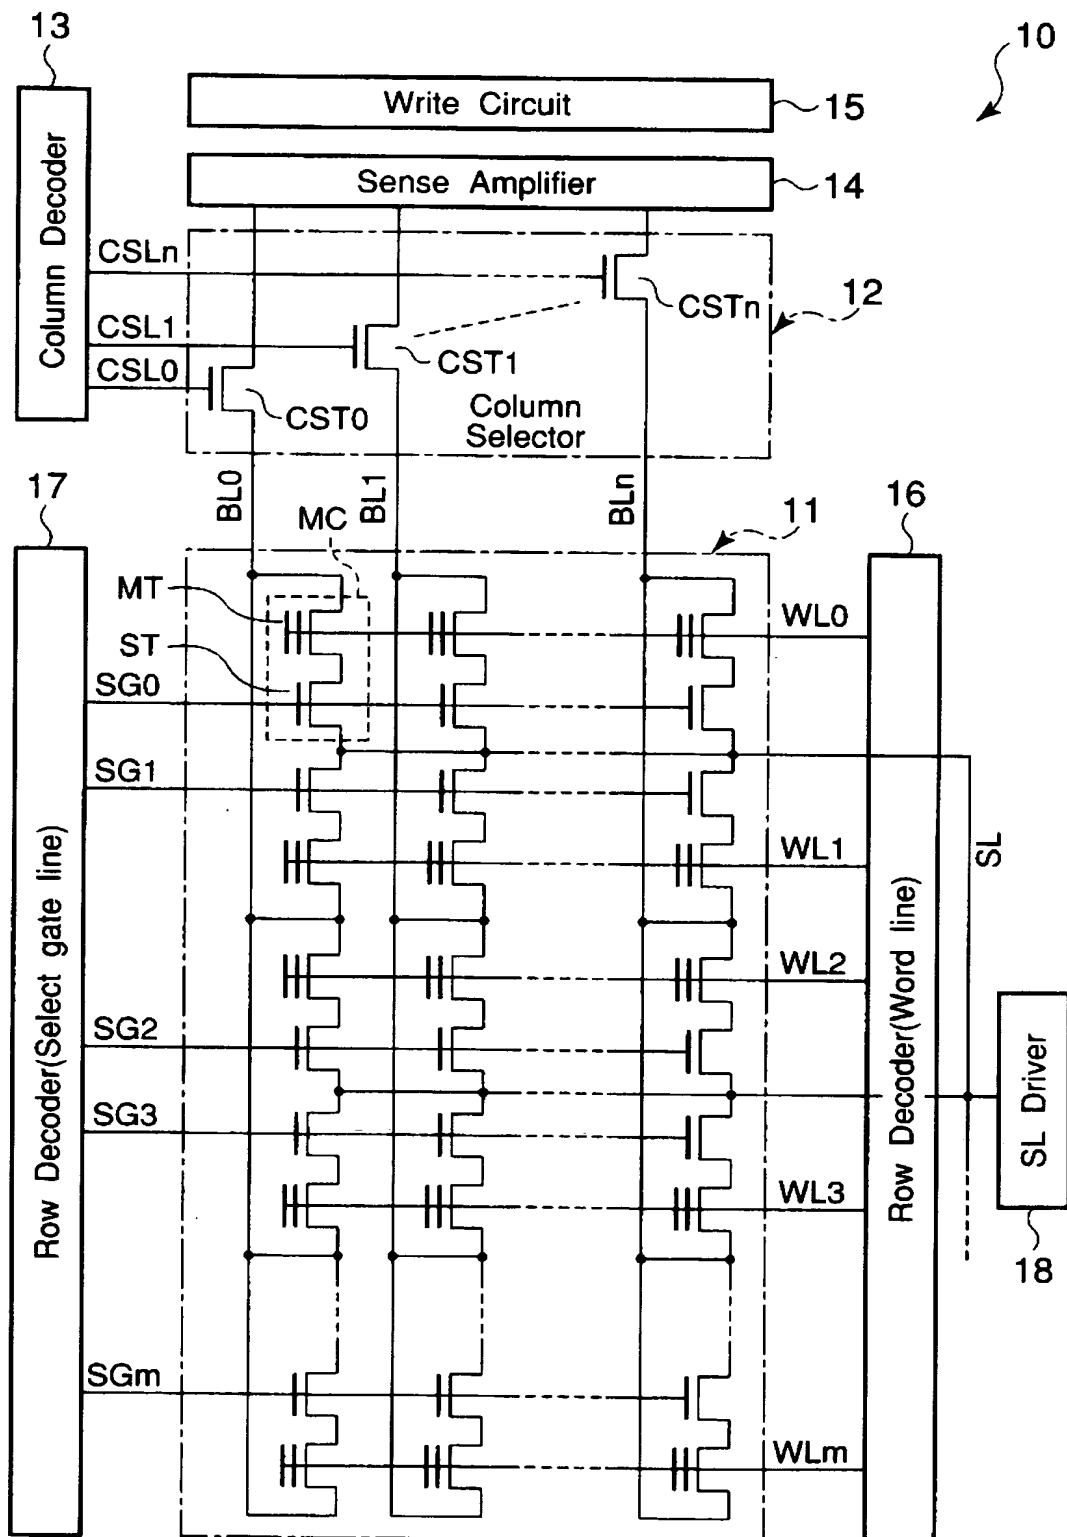 13
10
Write Circuit
15
Column Decoder
Sense Amplifier
14
CSLn
CSTn
12
CSL1
CST1
CSL0
CST0
Column
Selector
17
BL0
BL1
BLn
16
MC
11
MT
WL0
ST
SG0
SG1
WL1
SL
Row Decoder(Select gate line)
Row Decoder(Word line)
WL2
SG2
SL Driver
SG3
WL3
18
SGm
WLm